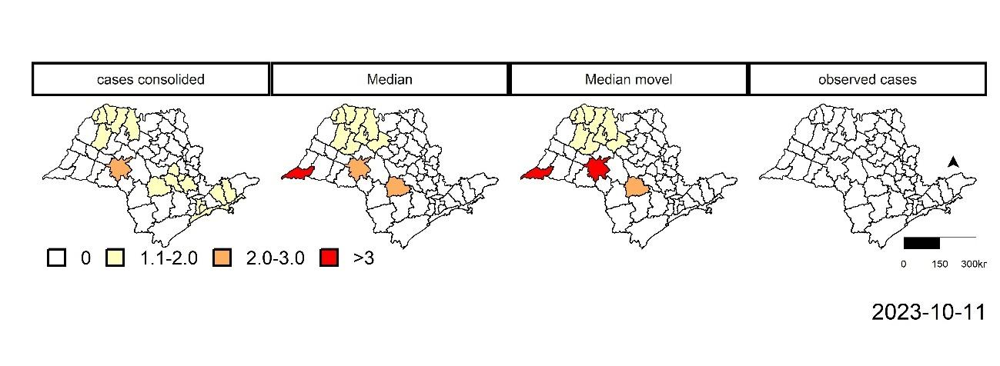 cases consolided
Median
Median movel
observed cases
0
1.1-2.0
2.0-3.0
>3
0
150
300kr
2023-10-11